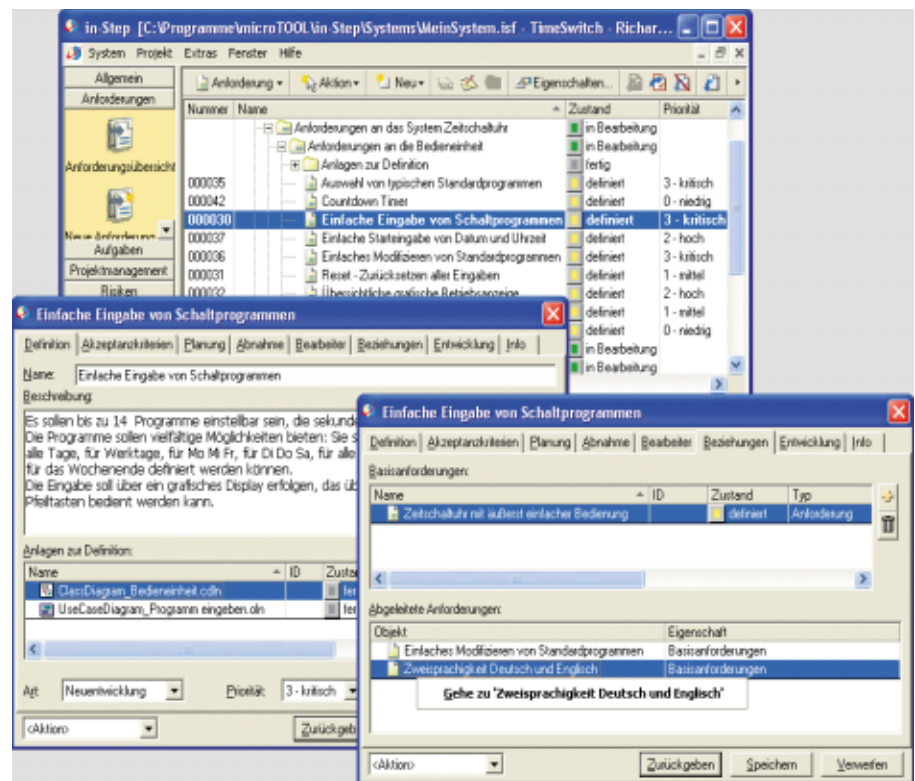 in-Step [C:\Programme\microTOOL\in-Step\Systems\MeinSystem.isf - TimeSwitch - Richar...
System Projekt Extras Fenster Hilfe
Allgemein
Anforderungen
Anforderungsübersicht
Neue Anforderung
Aufgaben
Projektmanagement
Risiken
Anforderung Aktion Neu Eigenschaften...
Nummer Name Zustand Priorität
Anforderungen an das System Zeitschaltuhr in Bearbeitung
Anforderungen an die Bedieneinheit in Bearbeitung
Anlagen zur Definition fertig
000035 Auswahl von typischen Standardprogrammen definiert 3 - kritisch
000042 Countdown Timer definiert 0 - niedig
000030 Einfache Eingabe von Schaltprogrammen definiert 3 - kritisch
000037 Einfache Starteingabe von Datum und Uhrzeit definiert 2 - hoch
000036 Einfaches Modifizieren von Standardprogrammen definiert 3 - kritisch
000031 Reset - Zurücksetzen aller Eingaben definiert 1 - mittel
000032 Übersichtliche grafische Betriebsanzeige definiert 2 - hoch
definiert 1 - mittel
definiert 0 - niedig
in Bearbeitung
in Bearbeitung
Einfache Eingabe von Schaltprogrammen
Definition Akzeptanzkriterien Planung Abnahme Bearbeiter Beziehungen Entwicklung Info
Name: Einfache Eingabe von Schaltprogrammen
Beschreibung:
Es sollen bis zu 14 Programme einstellbar sein, die sekund
Die Programme sollen vielfältige Möglichkeiten bieten: Sie s
alle Tage, für Werktage, für Mo Mi Fr, für Di Do Sa, für alle
für das Wochenende definiert werden können.
Die Eingabe soll über ein grafisches Display erfolgen, das üb
Pfeiltasten bedient werden kann.
Anlagen zur Definition:
Name ID Zusta
ClassDiagram_Bedieneinheit.cdln fer
UseCaseDiagram_Programm eingeben.oln fer
Art Neuentwicklung Priorität: 3 - kritisch
<Aktion> Zurückgeb
Einfache Eingabe von Schaltprogrammen
Definition Akzeptanzkriterien Planung Abnahme Bearbeiter Beziehungen Entwicklung Info
Basisanforderungen:
Name ID Zustand Typ
Zeitschaltuhr mit äußerst einfacher Bedienung definiert Anforderung
Abgeleitete Anforderungen:
Objekt Eigenschaft
Einfaches Modifizieren von Standardprogrammen Basisanforderungen
Zweisprachigkeit Deutsch und Englisch Basisanforderungen
Gehe zu 'Zweisprachigkeit Deutsch und Englisch'
<Aktion> Zurückgeben Speichern Verwerfen